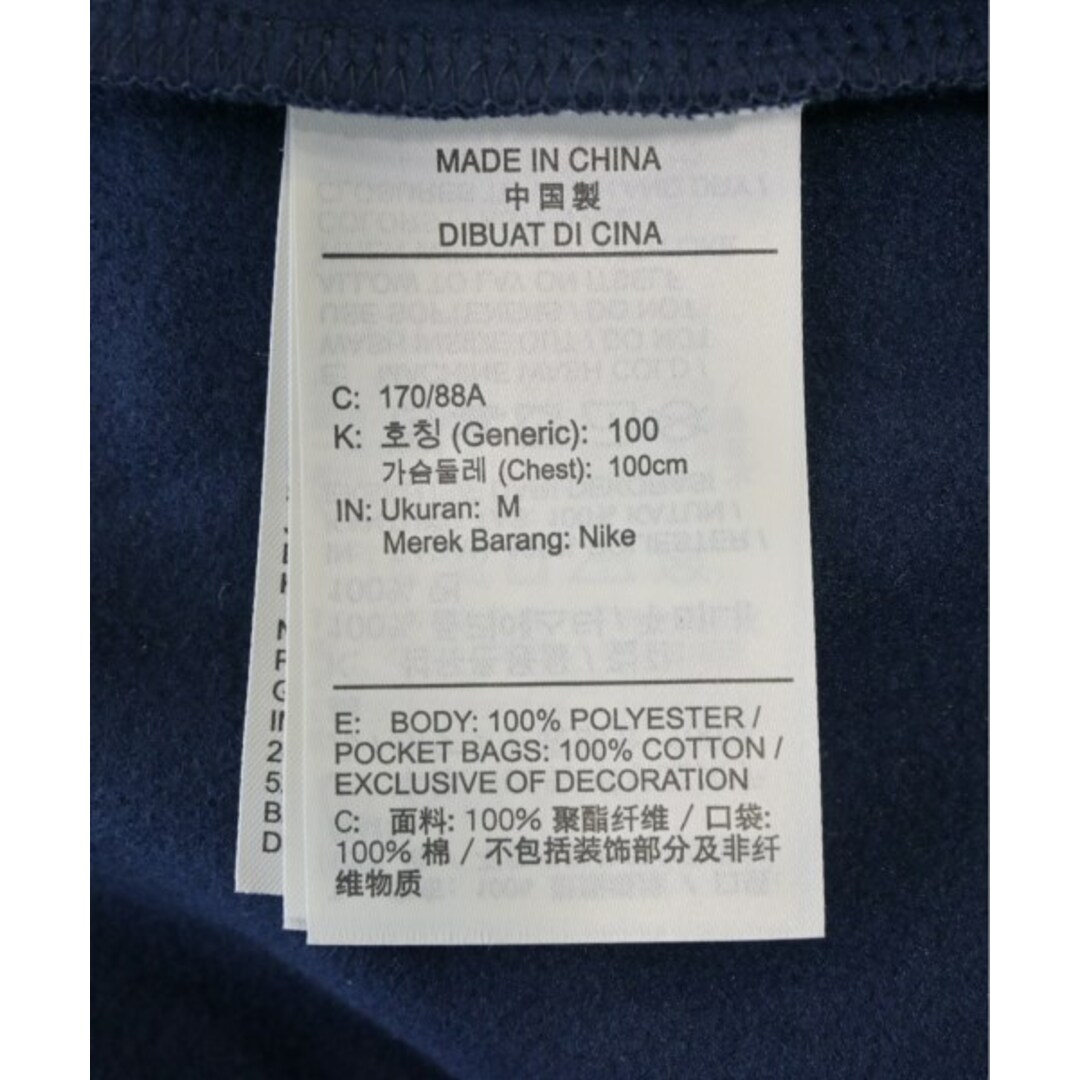 MADE IN CHINA
中国製
DIBUAT DI CINA
C: 170/88A
K: 호칭 (Generic): 100
가슴둘레 (Chest): 100cm
IN: Ukuran: M
Merek Barang: Nike
E: BODY: 100% POLYESTER /
POCKET BAGS: 100% COTTON /
EXCLUSIVE OF DECORATION
C: 面料: 100% 聚酯纤维 / 口袋:
100% 棉 / 不包括装饰部分及非纤
维物质